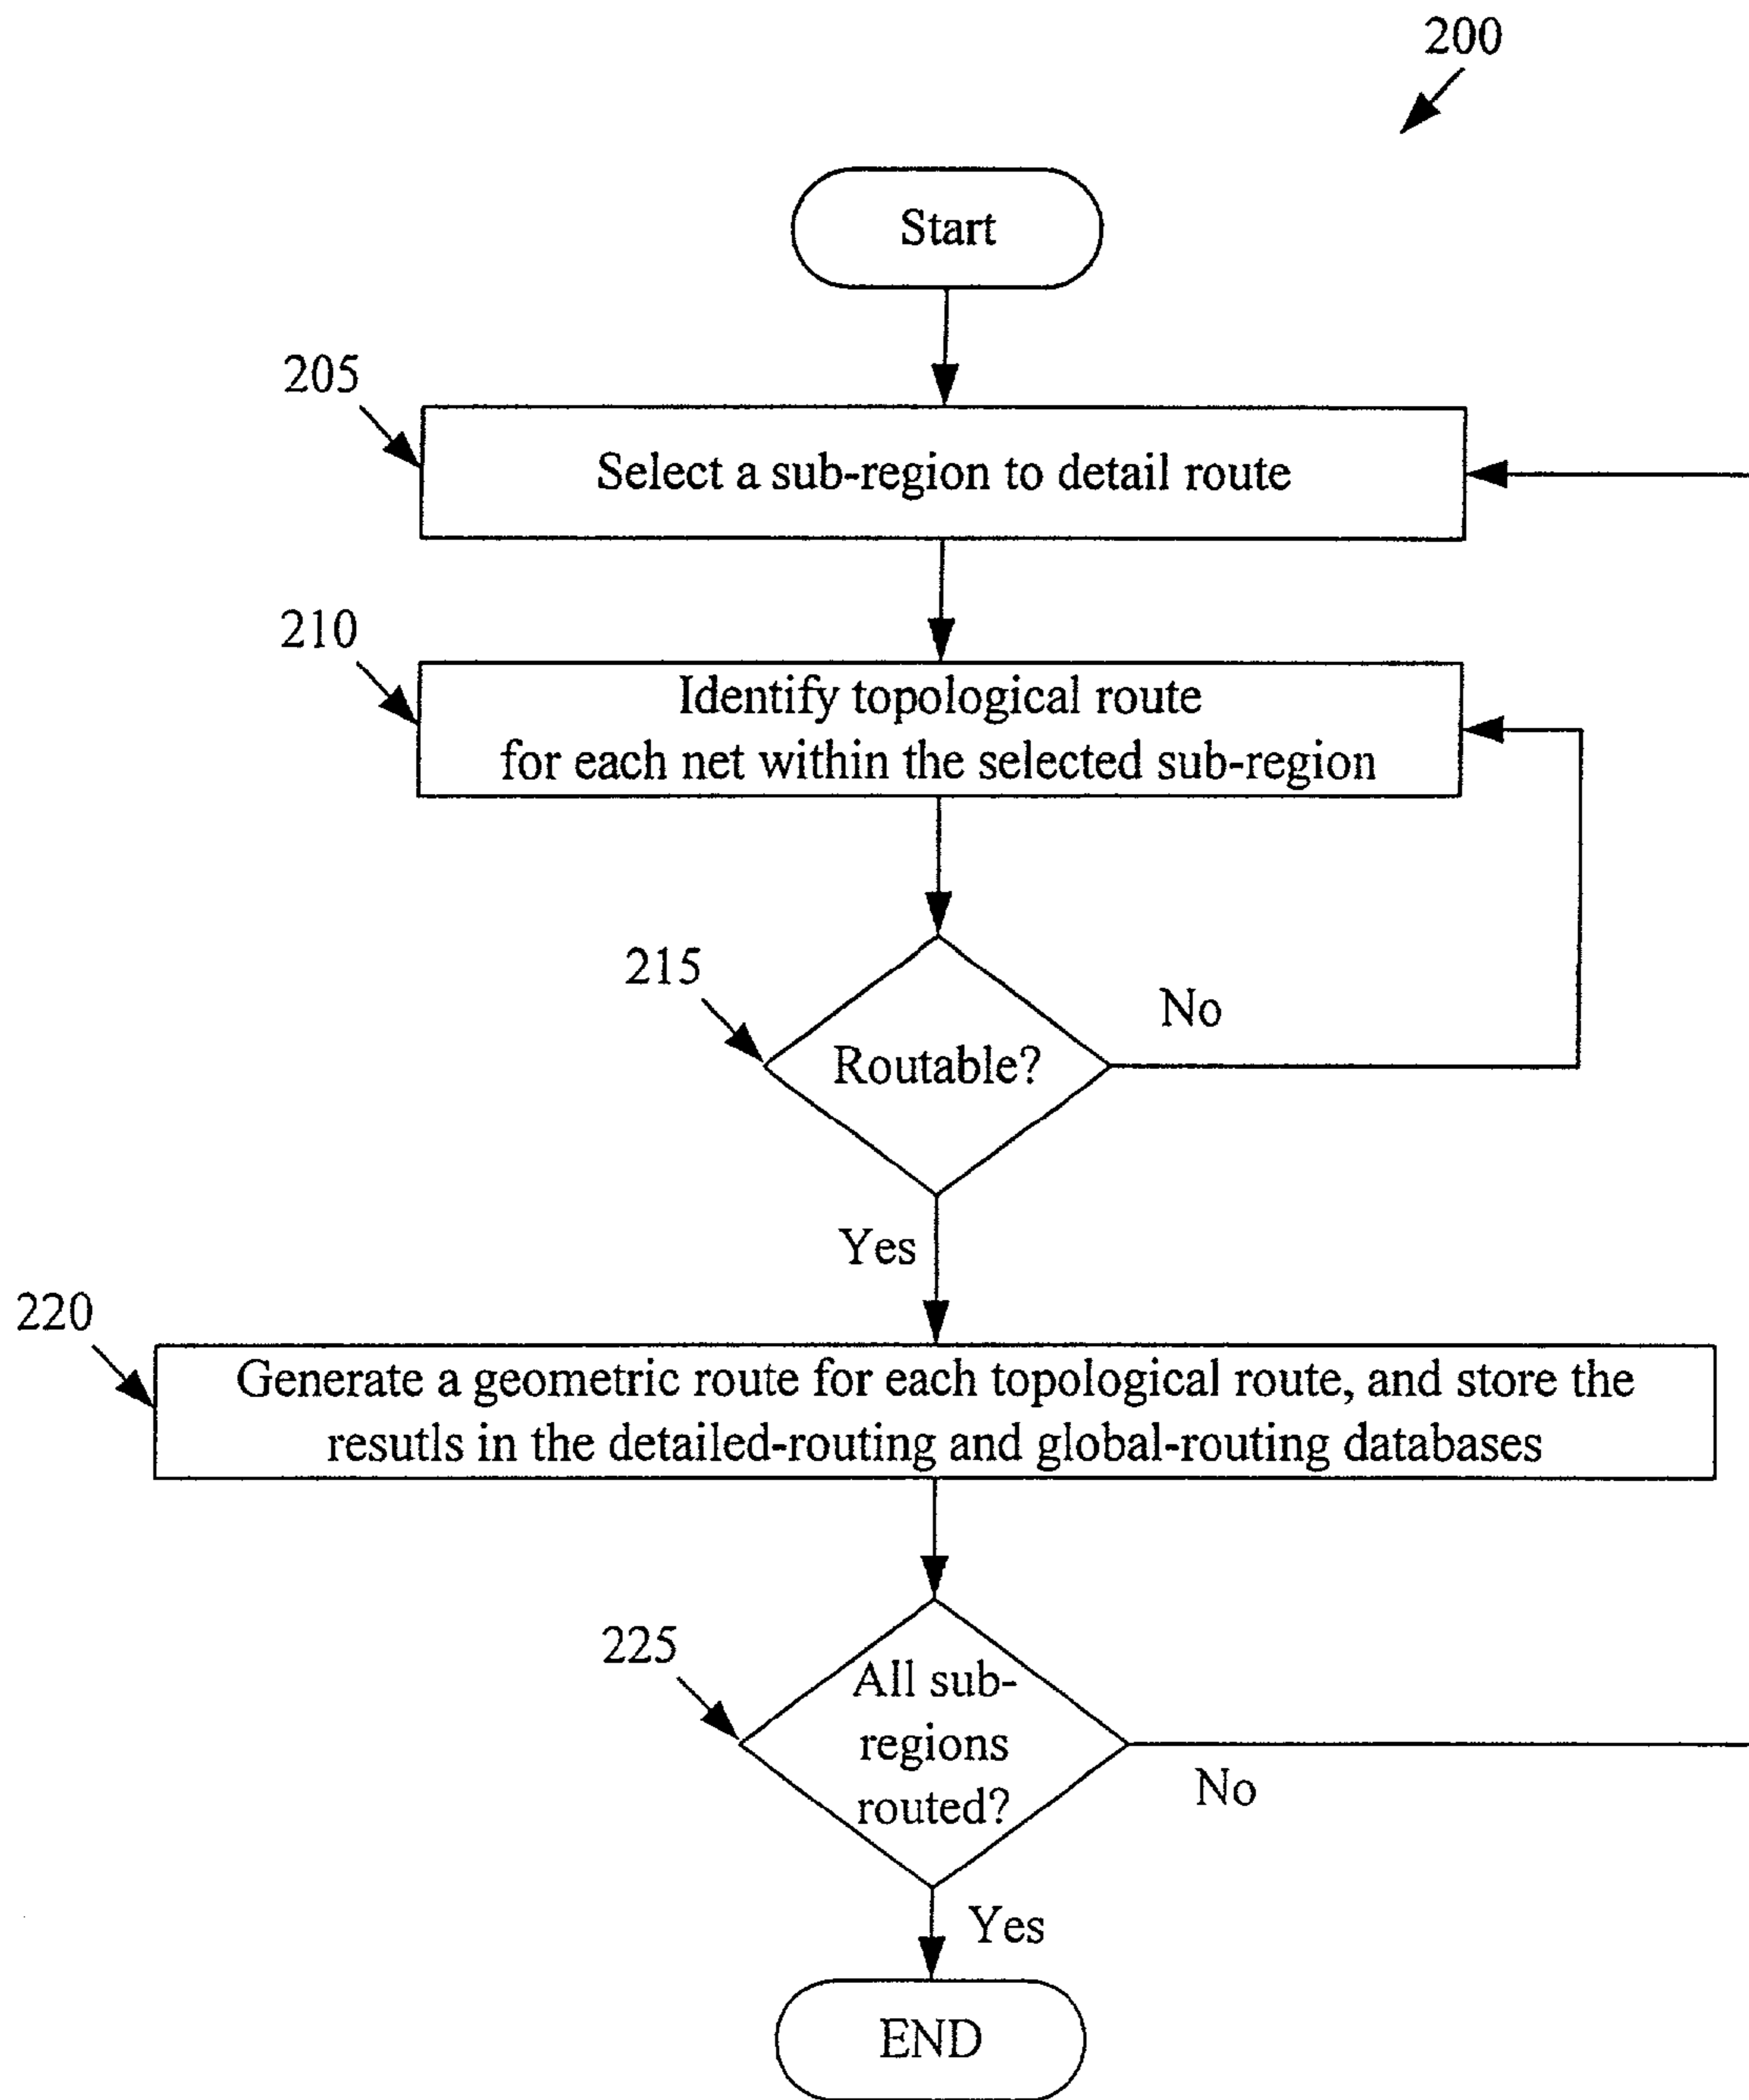 200
Start
205
Select a sub-region to detail route
210
Identify topological route
for each net within the selected sub-region
215
Routable?
No
Yes
220
Generate a geometric route for each topological route, and store the
resutls in the detailed-routing and global-routing databases
225
All sub-
regions
routed?
No
Yes
END